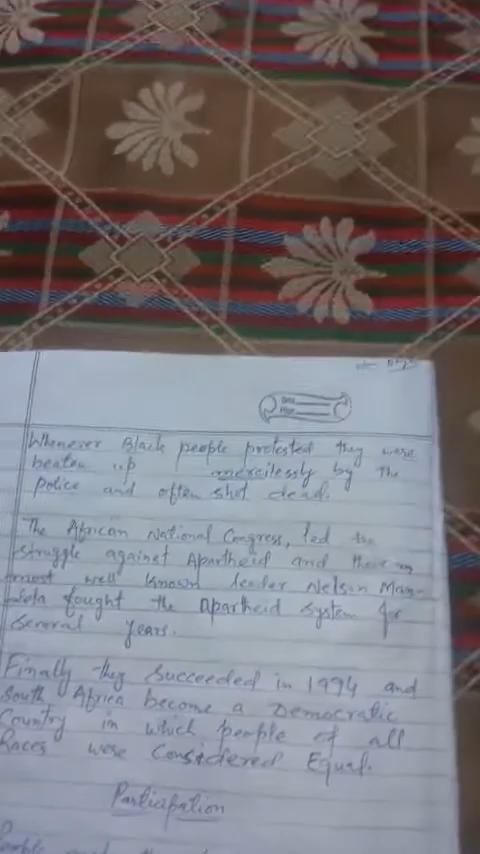 Date
Page
Whenever Black people protested they were
beaten up mercilessly by the
police and often shot dead.
The African National Congress, led the
struggle against Apartheid and their
most well known leader Nelson Man-
dela fought the apartheid system for
several years.
Finally they succeeded in 1994 and
South Africa become a Democratic
Country in which people of all
Races were Considered Equal.
Participation